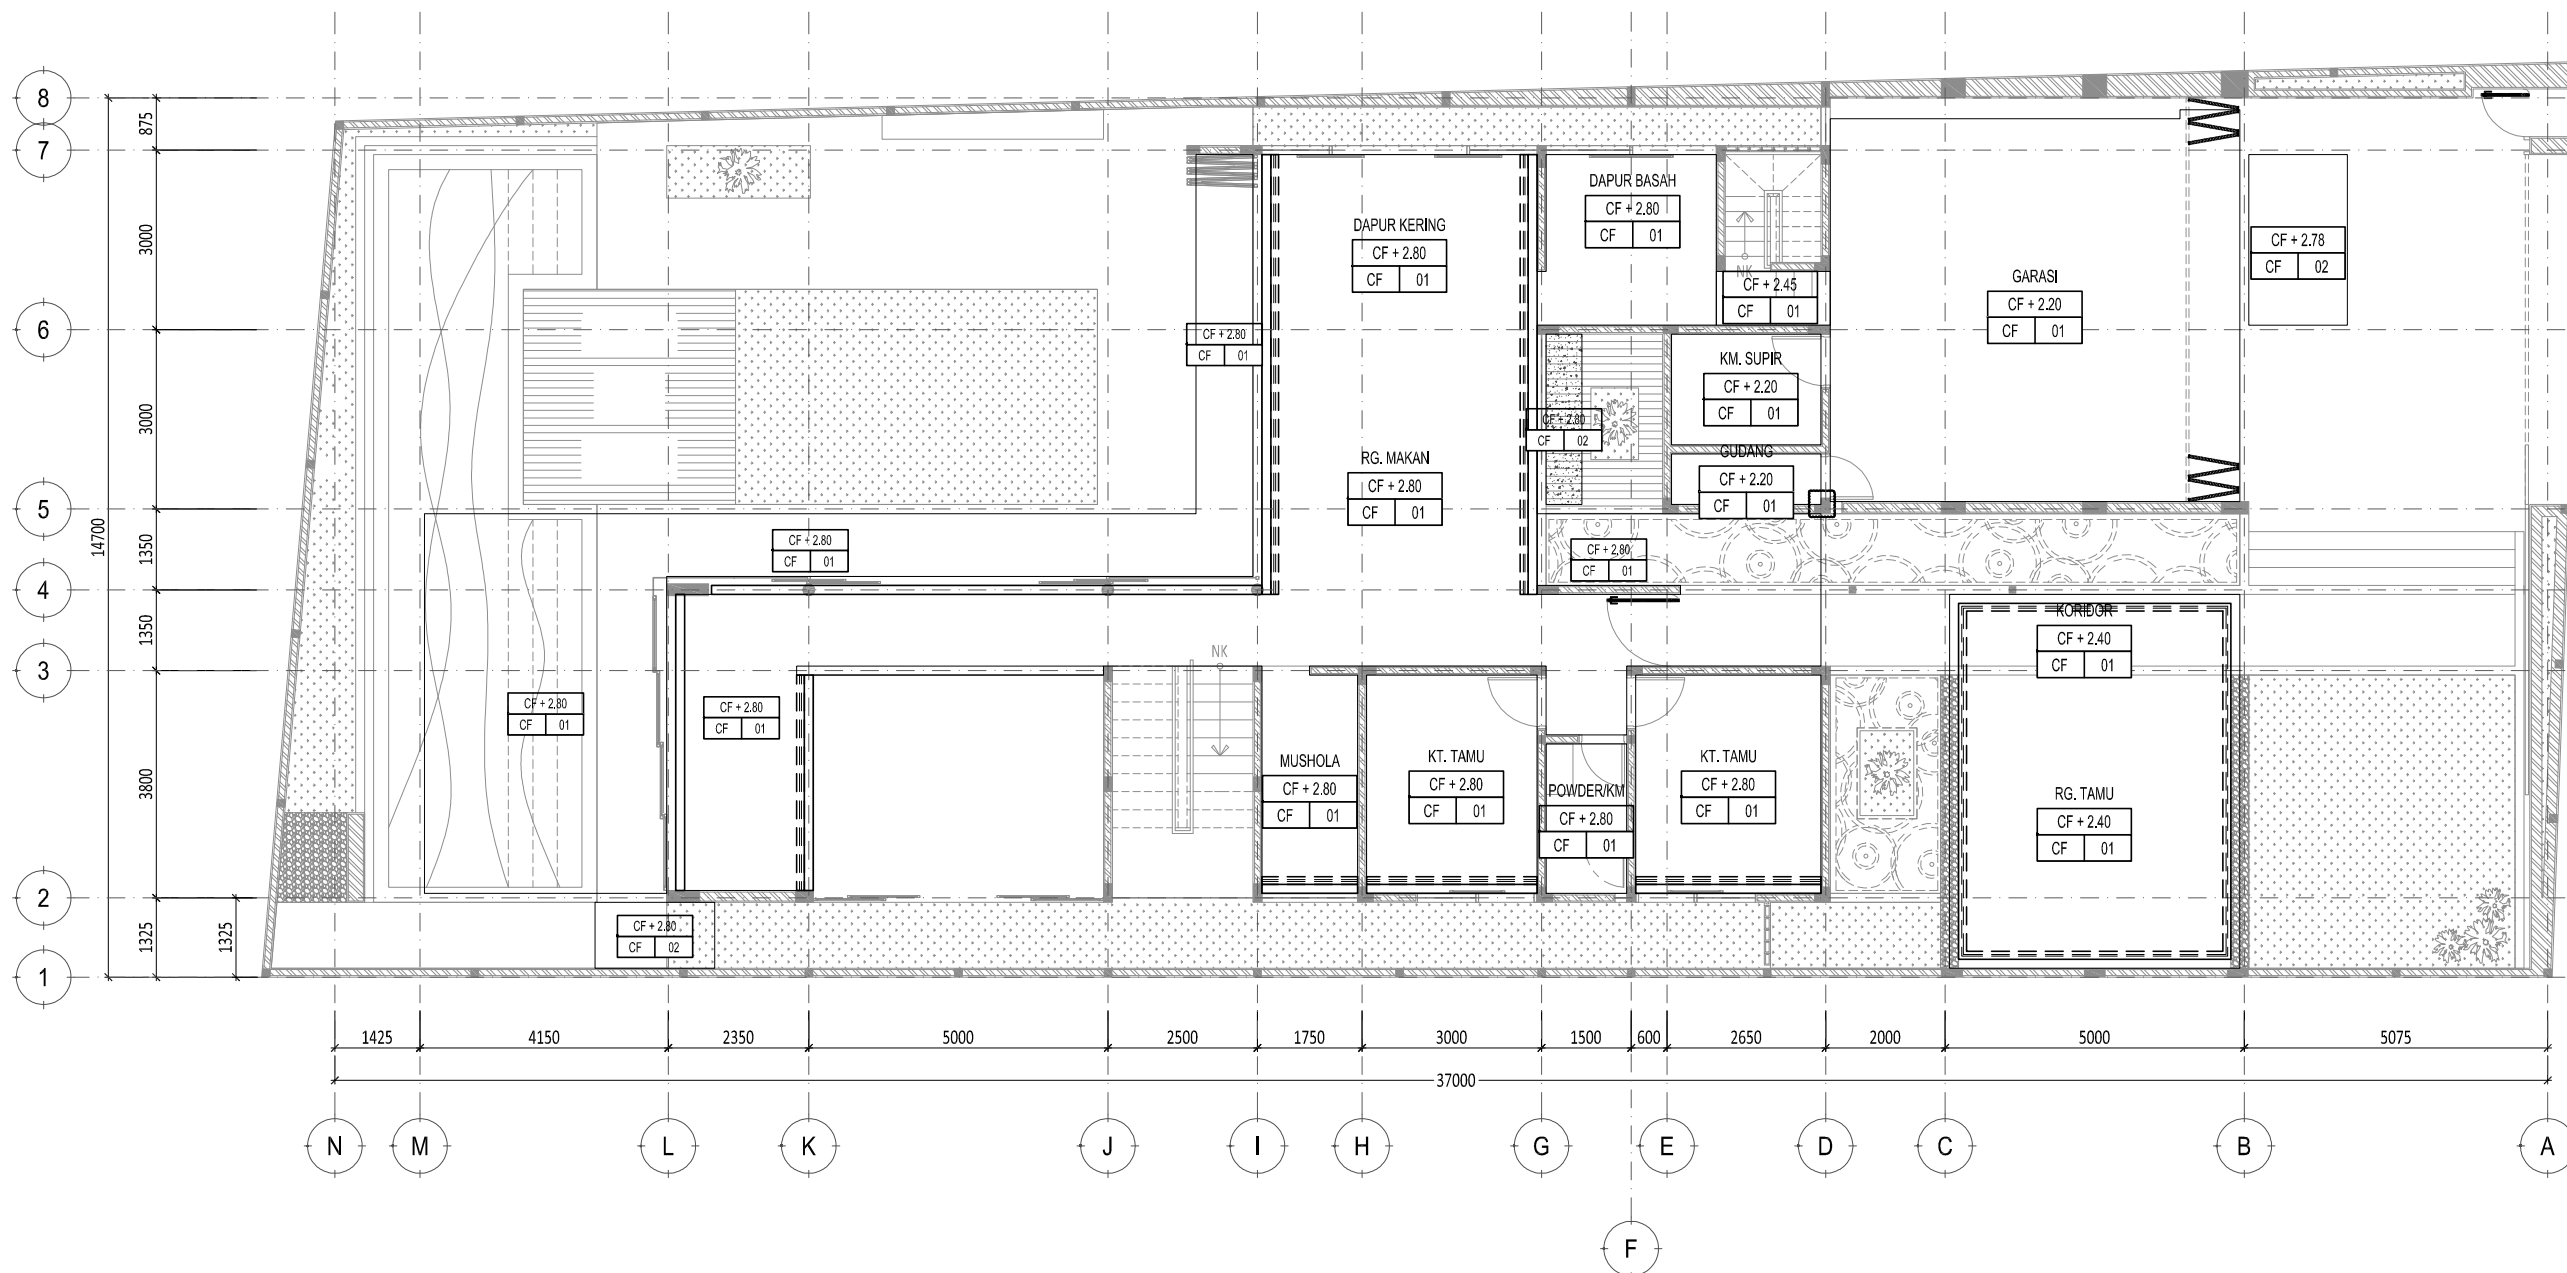 8
7
6
5
4
3
2
1
875
3000
3000
1350
1350
3800
1325
14700
1325
DAPUR BASAH
CF + 2.80
CF 01
DAPUR KERING
CF + 2.80
CF 01
CF + 2.78
CF 02
NK
CF + 2.45
CF 01
GARASI
CF + 2.20
CF 01
CF + 2.80
CF 01
KM. SUPIR
CF + 2.20
CF 01
CF + 2.80
CF 02
RG. MAKAN
CF + 2.80
CF 01
GUDANG
CF + 2.20
CF 01
CF + 2.80
CF 01
CF + 2.80
CF 01
KORIDOR
CF + 2.40
CF 01
NK
CF + 2.80
CF 01
CF + 2.80
CF 01
MUSHOLA
CF + 2.80
CF 01
KT. TAMU
CF + 2.80
CF 01
POWDER/KM
CF + 2.80
CF 01
KT. TAMU
CF + 2.80
CF 01
RG. TAMU
CF + 2.40
CF 01
CF + 2.80
CF 02
1425 4150 2350 5000 2500 1750 3000 1500 600 2650 2000 5000 5075
37000
N M L K J I H G E D C B A
F